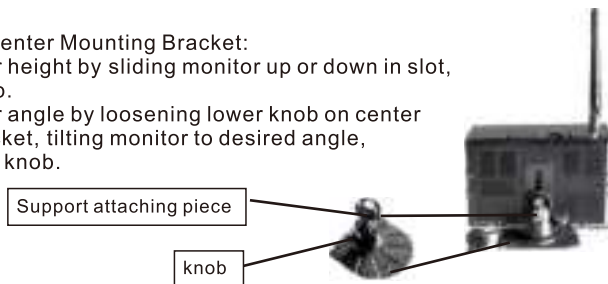 enter Mounting Bracket:
r height by sliding monitor up or down in slot,
o.
r angle by loosening lower knob on center
ket, tilting monitor to desired angle,
knob.
Support attaching piece
knob